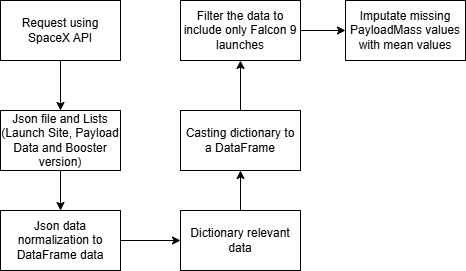 Request using
SpaceX API
Json file and Lists
(Launch Site, Payload
Data and Booster
version)
Json data
normalization to
DataFrame data
Dictionary relevant
data
Casting dictionary to
a DataFrame
Filter the data to
include only Falcon 9
launches
Imputate missing
PayloadMass values
with mean values